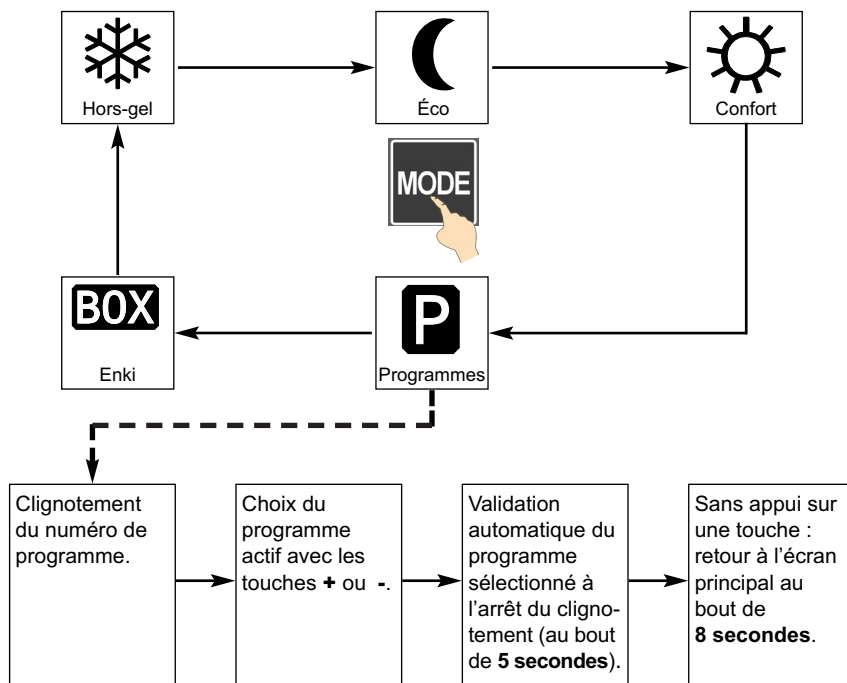 Hors-gel
Éco
Confort
MODE
BOX
Enki
P
Programmes
Clignotement
du numéro de
programme.
Choix du
programme
actif avec les
touches + ou -.
Validation
automatique du
programme
sélectionné à
l’arrêt du cligno-
tement (au bout
de 5 secondes).
Sans appui sur
une touche :
retour à l’écran
principal au
bout de
8 secondes.